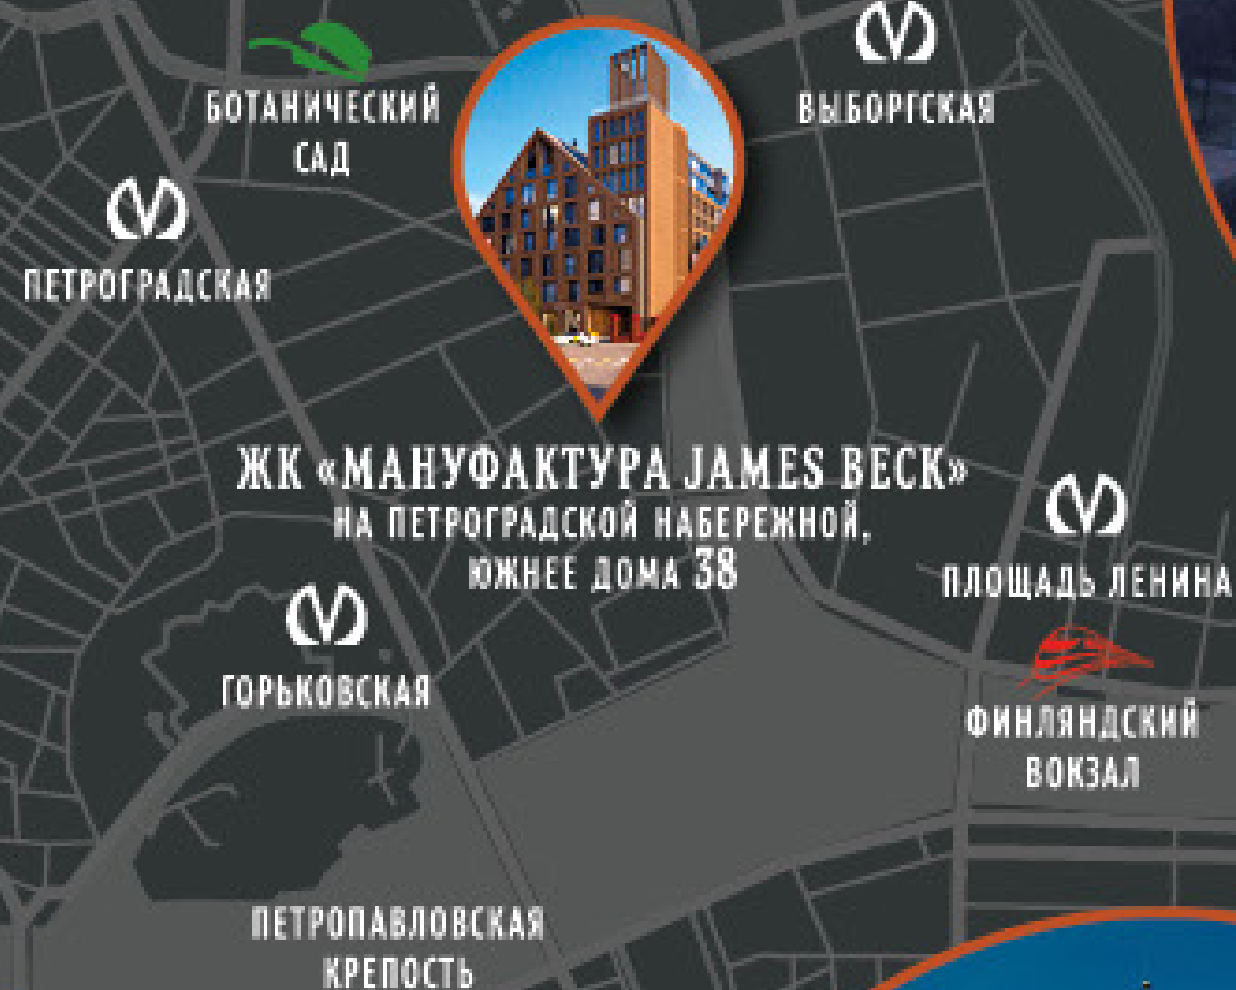 БОТАНИЧЕСКИЙ
САД
ВЫБОРГСКАЯ
ПЕТРОГРАДСКАЯ
ЖК «МАНУФАКТУРА JAMES BECK»
НА ПЕТРОГРАДСКОЙ НАБЕРЕЖНОЙ,
ЮЖНЕЕ ДОМА 38
ПЛОЩАДЬ ЛЕНИНА
ГОРЬКОВСКАЯ
ФИНЛЯНДСКИЙ
ВОКЗАЛ
ПЕТРОПАВЛОВСКАЯ
КРЕПОСТЬ